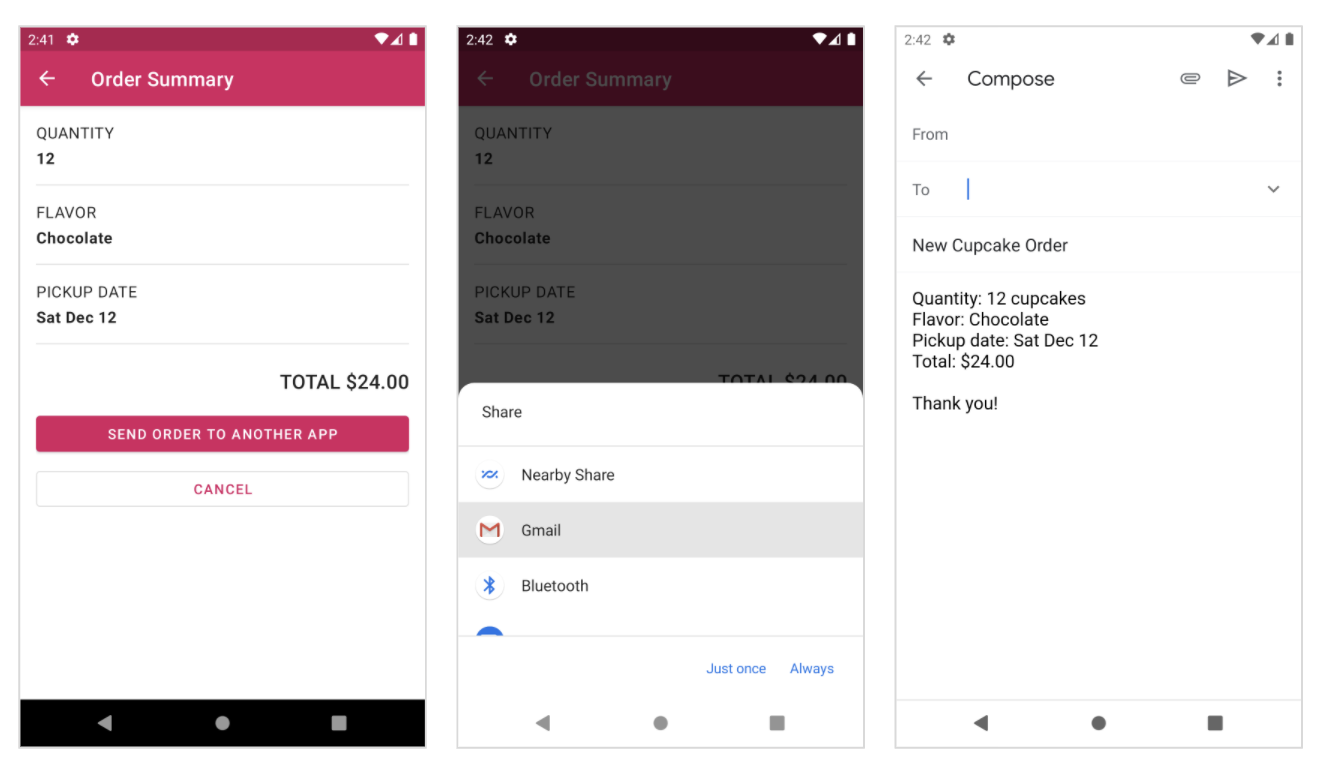 2:41
Order Summary
QUANTITY
12
FLAVOR
Chocolate
PICKUP DATE
Sat Dec 12
TOTAL $24.00
SEND ORDER TO ANOTHER APP
CANCEL
2:42
Order Summary
QUANTITY
12
FLAVOR
Chocolate
PICKUP DATE
Sat Dec 12
TOTAL $24.00
Share
Nearby Share
Gmail
Bluetooth
Just once Always
2:42
Compose
From
To
New Cupcake Order
Quantity: 12 cupcakes
Flavor: Chocolate
Pickup date: Sat Dec 12
Total: $24.00
Thank you!